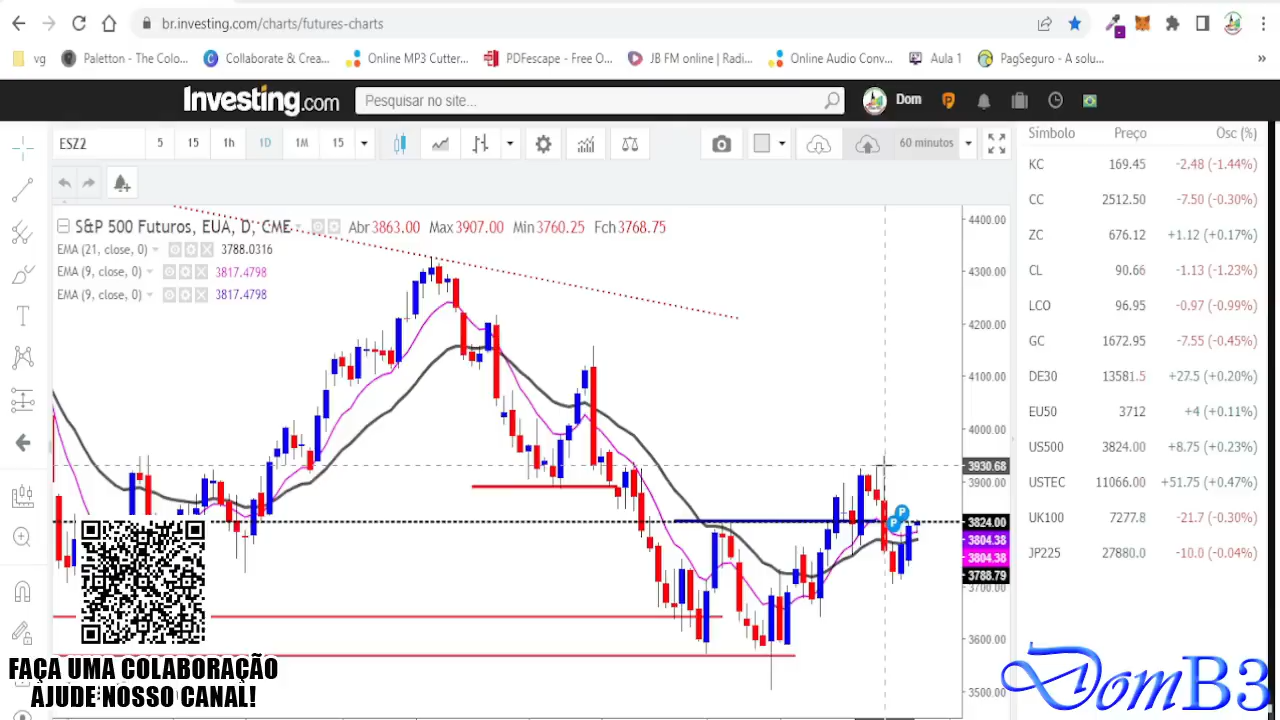 br.investing.com/charts/futures-charts
vg Paletton - The Colo... Collaborate & Crea... Online MP3 Cutter... PDFescape - Free O... JB FM online | Radi... Online Audio Conv... Aula 1 PagSeguro - A solu... »
Investing.com Pesquisar no site... Dom
ESZ2 5 15 1h 1D 1M 15 60 minutos
Símbolo Preço Osc (%)
KC 169.45 -2.48 (-1.44%)
CC 2512.50 -7.50 (-0.30%)
ZC 676.12 +1.12 (+0.17%)
CL 90.66 -1.13 (-1.23%)
LCO 96.95 -0.97 (-0.99%)
GC 1672.95 -7.55 (-0.45%)
DE30 13581.5 +27.5 (+0.20%)
EU50 3712 +4 (+0.11%)
US500 3824.00 +8.75 (+0.23%)
USTEC 11066.00 +51.75 (+0.47%)
UK100 7277.8 -21.7 (-0.30%)
JP225 27880.0 -10.0 (-0.04%)
S&P 500 Futuros, EUA, D, CME Abr 3863.00 Max 3907.00 Min 3760.25 Fch 3768.75
EMA (21, close, 0) 3788.0316
EMA (9, close, 0) 3817.4798
EMA (9, close, 0) 3817.4798
4400.00
4300.00
4200.00
4100.00
4000.00
3930.68
3900.00
P
P
3824.00
3804.38
3804.38
3788.79
3700.00
3600.00
3500.00
FAÇA UMA COLABORAÇÃO
AJUDE NOSSO CANAL!
DomB3